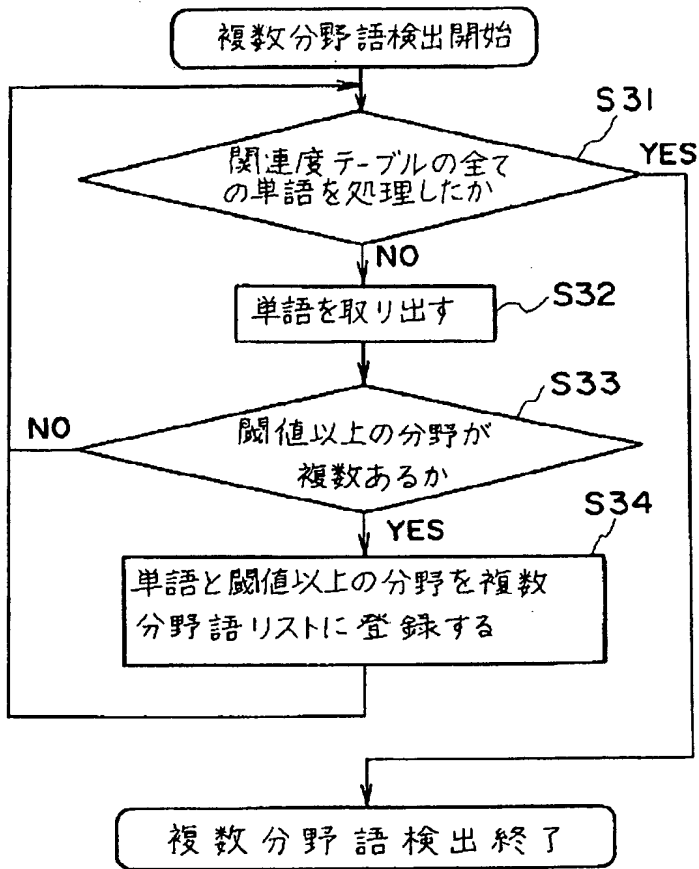 複数分野語検出開始
S31
関連度テーブルの全て
の単語を処理したか
YES
NO
単語を取り出す
S32
S33
NO
閾値以上の分野が
複数あるか
YES
S34
単語と閾値以上の分野を複数
分野語リストに登録する
複数分野語検出終了